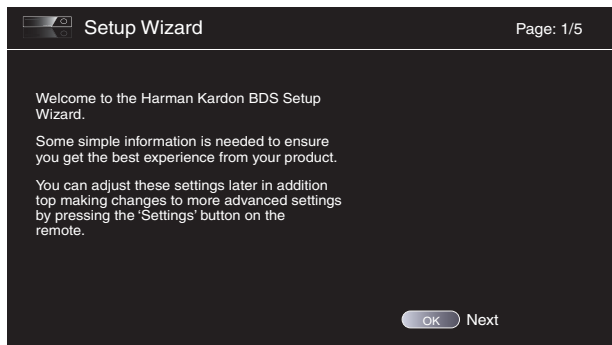 Setup Wizard
Page: 1/5
Welcome to the Harman Kardon BDS Setup
Wizard.
Some simple information is needed to ensure
you get the best experience from your product.
You can adjust these settings later in addition
top making changes to more advanced settings
by pressing the ‘Settings’ button on the
remote.
OK Next